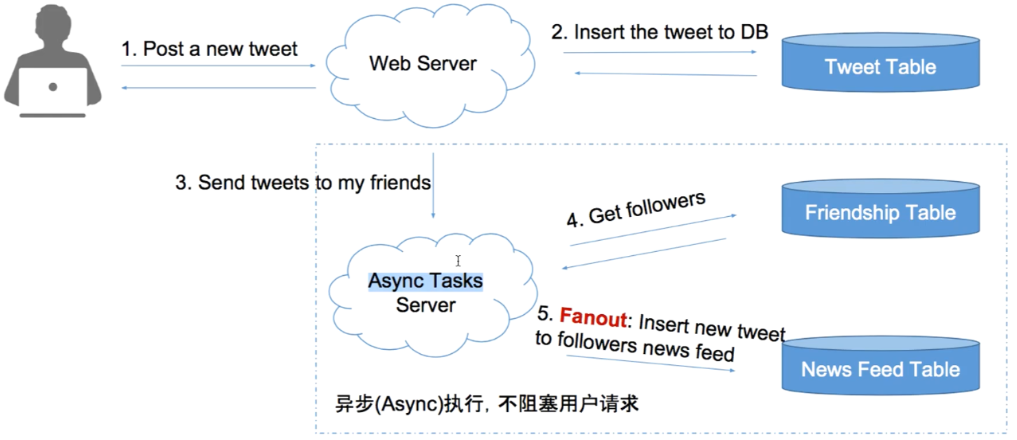 1. Post a new tweet
Web Server
2. Insert the tweet to DB
Tweet Table
3. Send tweets to my friends
4. Get followers
Friendship Table
Async Tasks
Server
5. Fanout: Insert new tweet
to followers news feed
News Feed Table
异步(Async)执行, 不阻塞用户请求